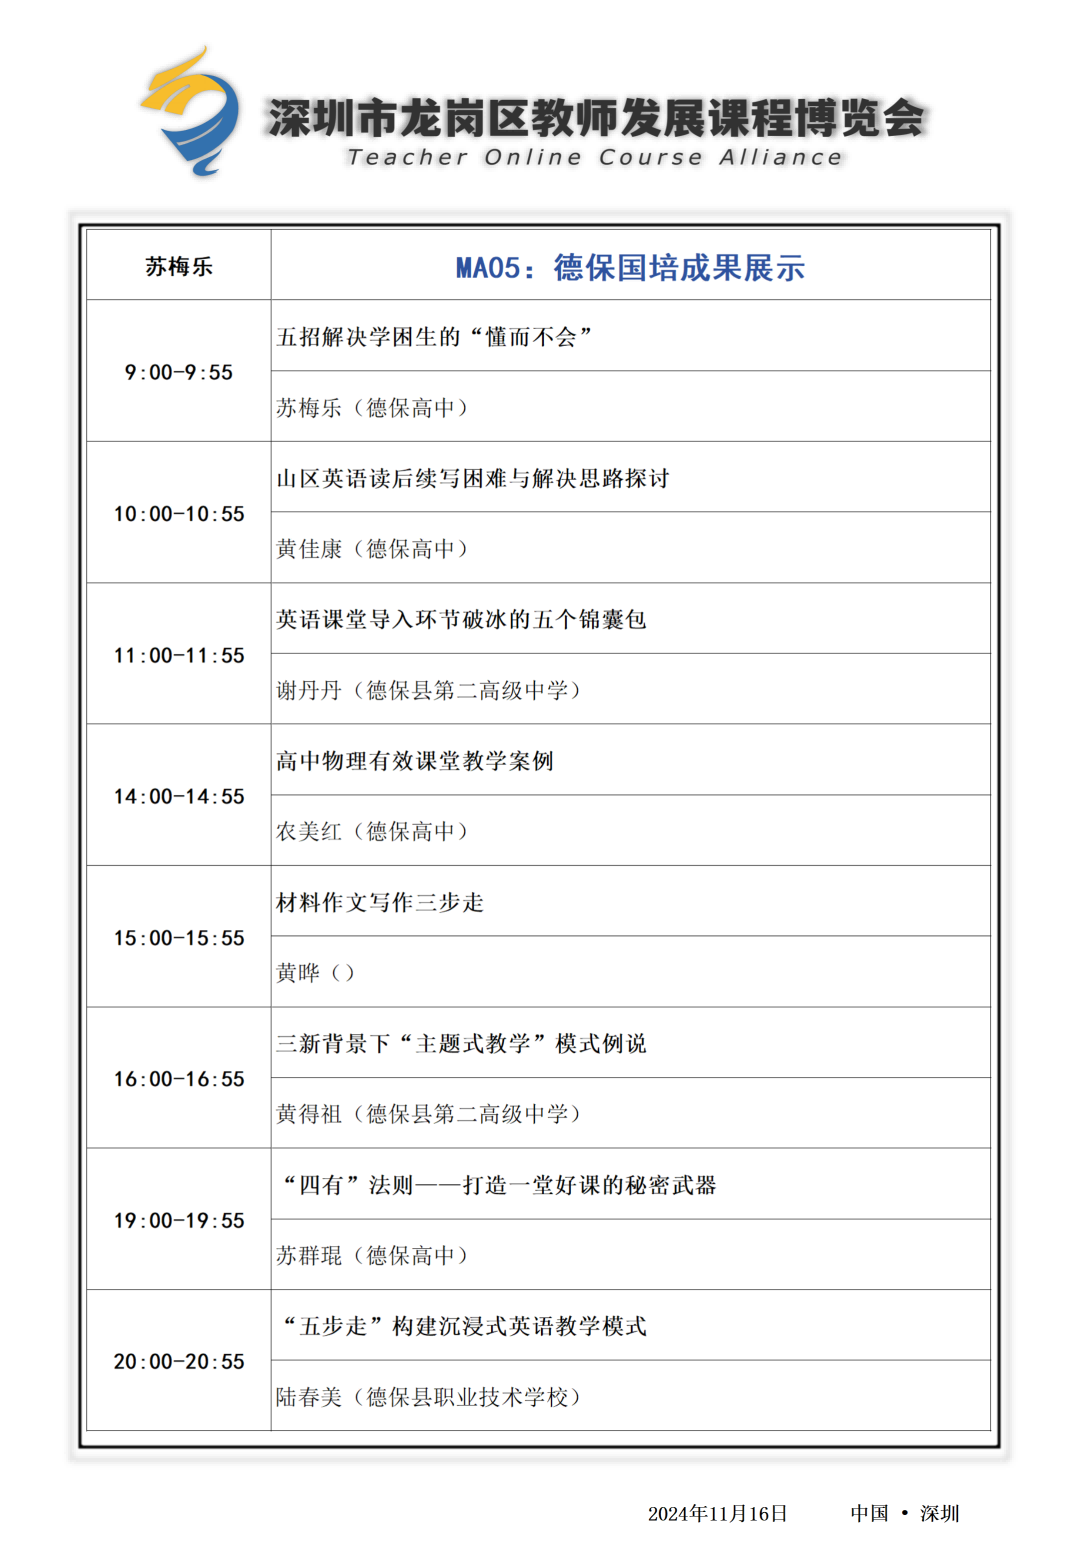 深圳市龙岗区教师发展课程博览会
Teacher Online Course Alliance
苏梅乐
MA05：德保国培成果展示
9:00-9:55
五招解决学困生的“懂而不会”
苏梅乐（德保高中）
10:00-10:55
山区英语读后续写困难与解决思路探讨
黄佳康（德保高中）
11:00-11:55
英语课堂导入环节破冰的五个锦囊包
谢丹丹（德保县第二高级中学）
14:00-14:55
高中物理有效课堂教学案例
农美红（德保高中）
15:00-15:55
材料作文写作三步走
黄晔（）
16:00-16:55
三新背景下“主题式教学”模式例说
黄得祖（德保县第二高级中学）
19:00-19:55
“四有”法则——打造一堂好课的秘密武器
苏群琨（德保高中）
20:00-20:55
“五步走”构建沉浸式英语教学模式
陆春美（德保县职业技术学校）
2024年11月16日 中国 • 深圳